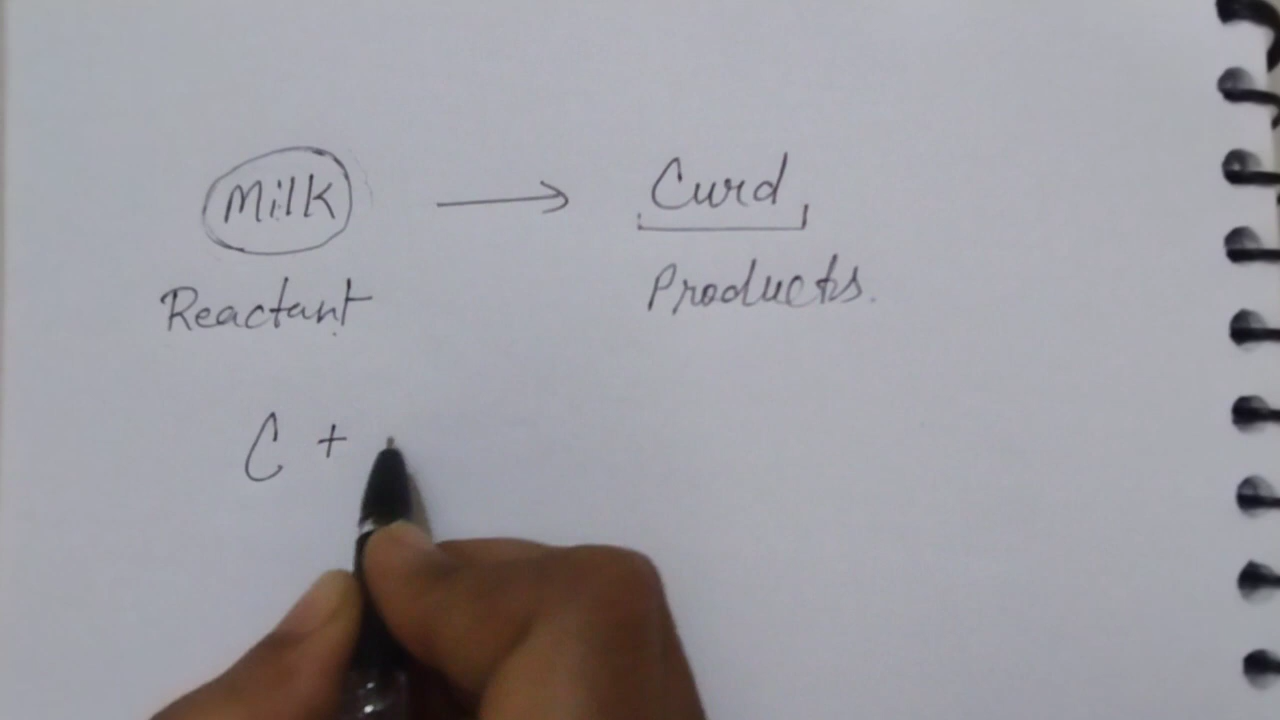 Milk → Curd
Reactant Products.
C +